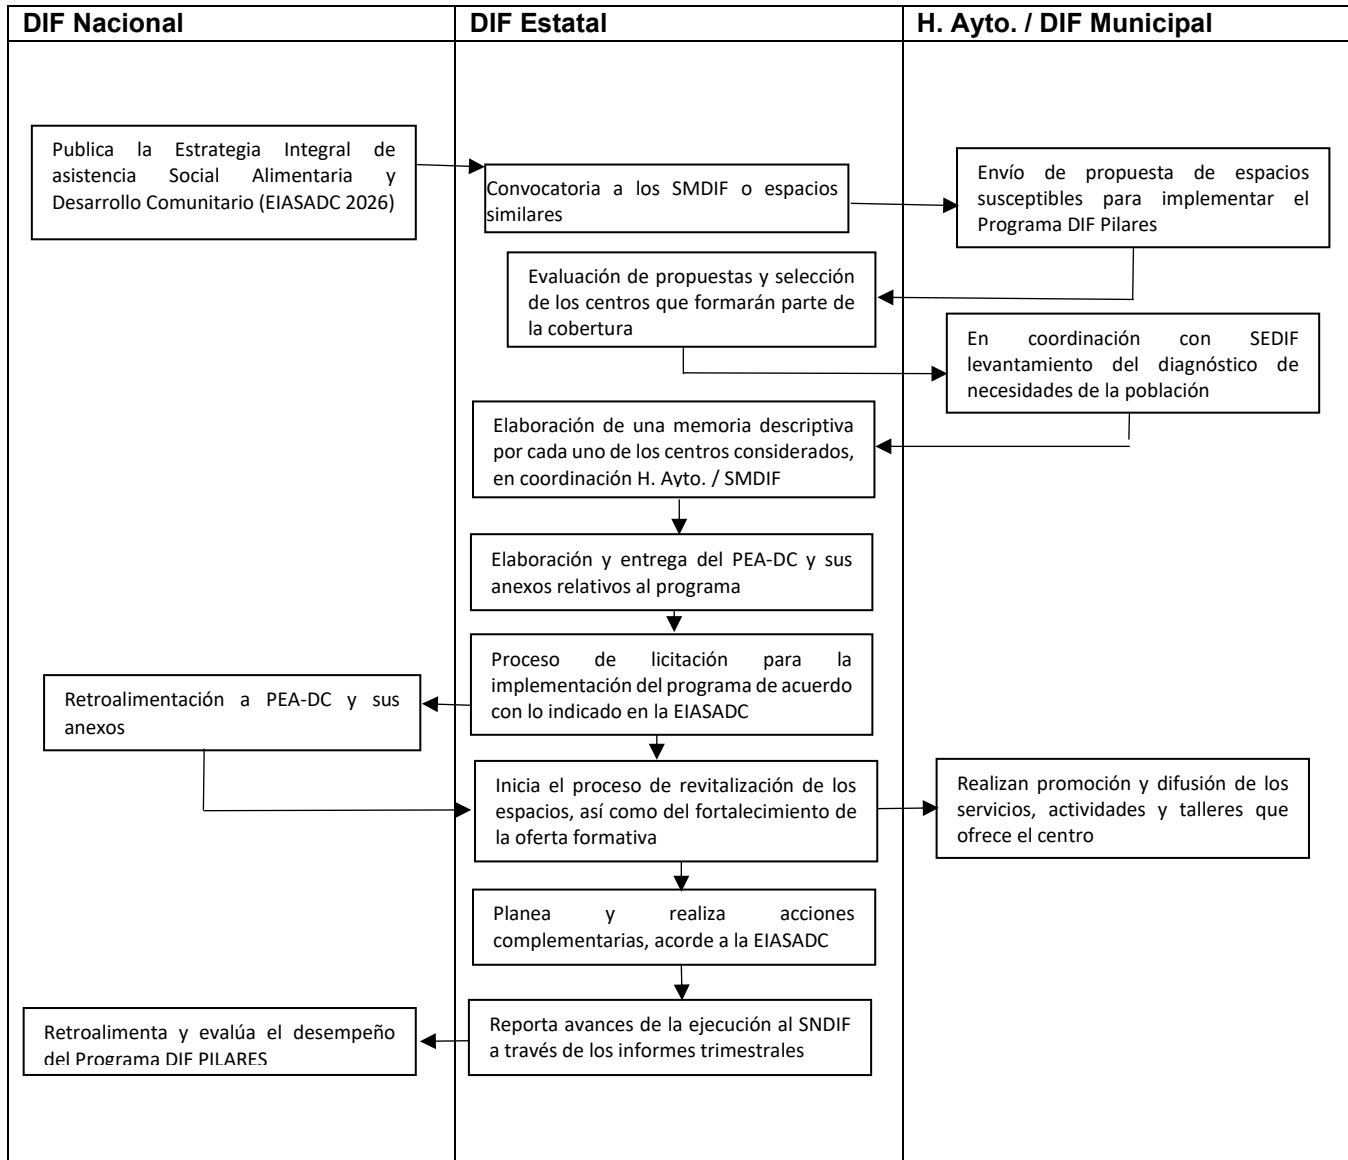 DIF Nacional
DIF Estatal
H. Ayto. / DIF Municipal
Publica la Estrategia Integral de
asistencia Social Alimentaria y
Desarrollo Comunitario (EIASADC 2026)
Convocatoria a los SMDIF o espacios
similares
Envío de propuesta de espacios
susceptibles para implementar el
Programa DIF Pilares
Evaluación de propuestas y selección
de los centros que formarán parte de
la cobertura
En coordinación con SEDIF
levantamiento del diagnóstico de
necesidades de la población
Elaboración de una memoria descriptiva
por cada uno de los centros considerados,
en coordinación H. Ayto. / SMDIF
Elaboración y entrega del PEA-DC y sus
anexos relativos al programa
Proceso de licitación para la
implementación del programa de acuerdo
con lo indicado en la EIASADC
Retroalimentación a PEA-DC y sus
anexos
Inicia el proceso de revitalización de los
espacios, así como del fortalecimiento de
la oferta formativa
Realizan promoción y difusión de los
servicios, actividades y talleres que
ofrece el centro
Planea y realiza acciones
complementarias, acorde a la EIASADC
Reporta avances de la ejecución al SNDIF
a través de los informes trimestrales
Retroalimenta y evalúa el desempeño
del Programa DIF PILARES